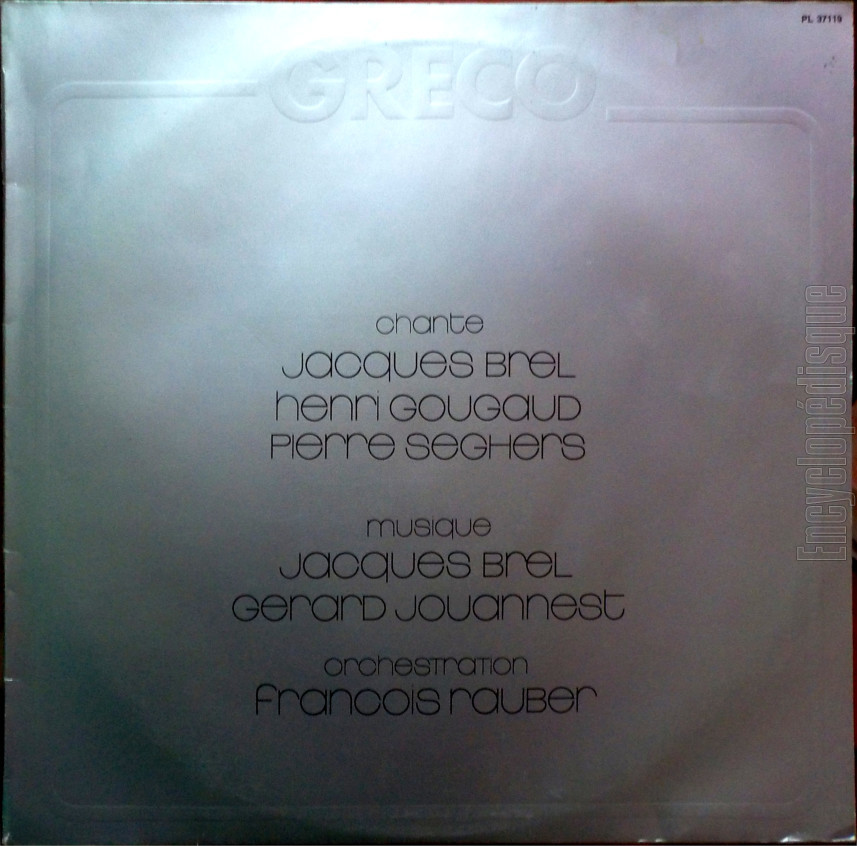 PL 37119
GRECO
chante
Jacques Brel
Henri Gougaud
Pierre Seghers
musique
Jacques Brel
Gerard Jouannest
orchestration
Francois Rauber
Encyclopédisque